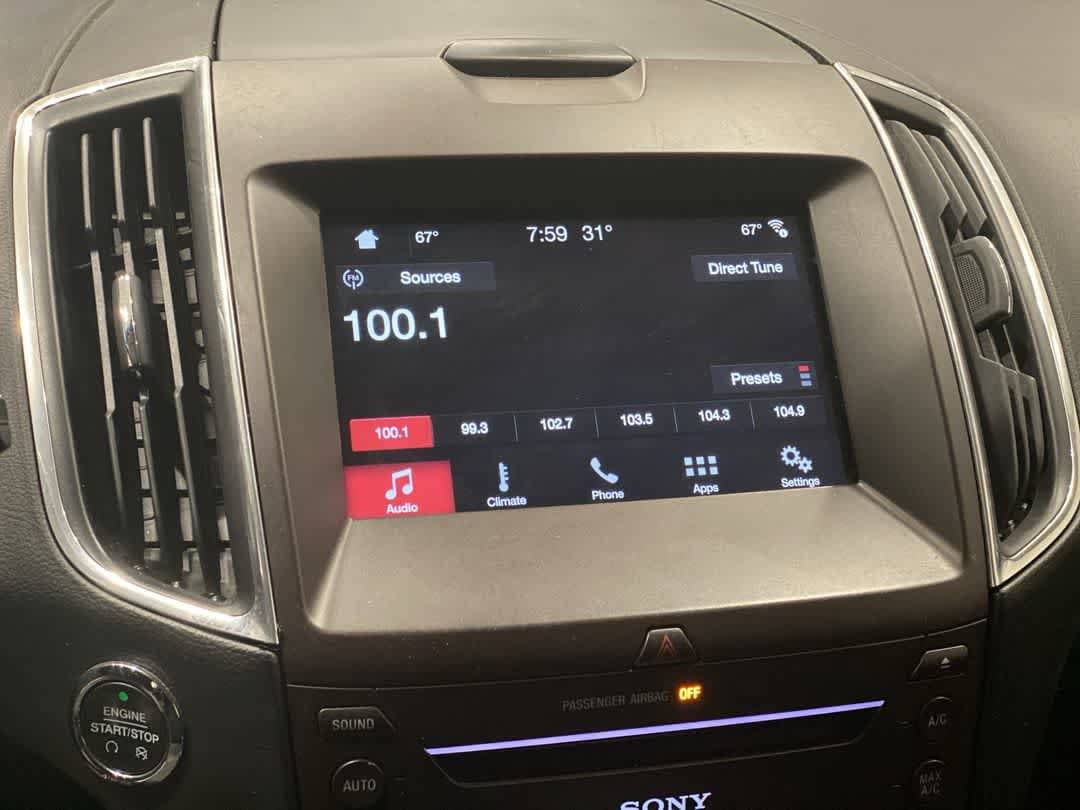 67° 7:59 31° 67°
FM Sources Direct Tune
100.1
Presets
100.1 99.3 102.7 103.5 104.3 104.9
Audio Climate Phone Apps Settings
PASSENGER AIRBAG OFF
ENGINE
START/STOP
SOUND
A/C
AUTO
MAX
A/C
SONY